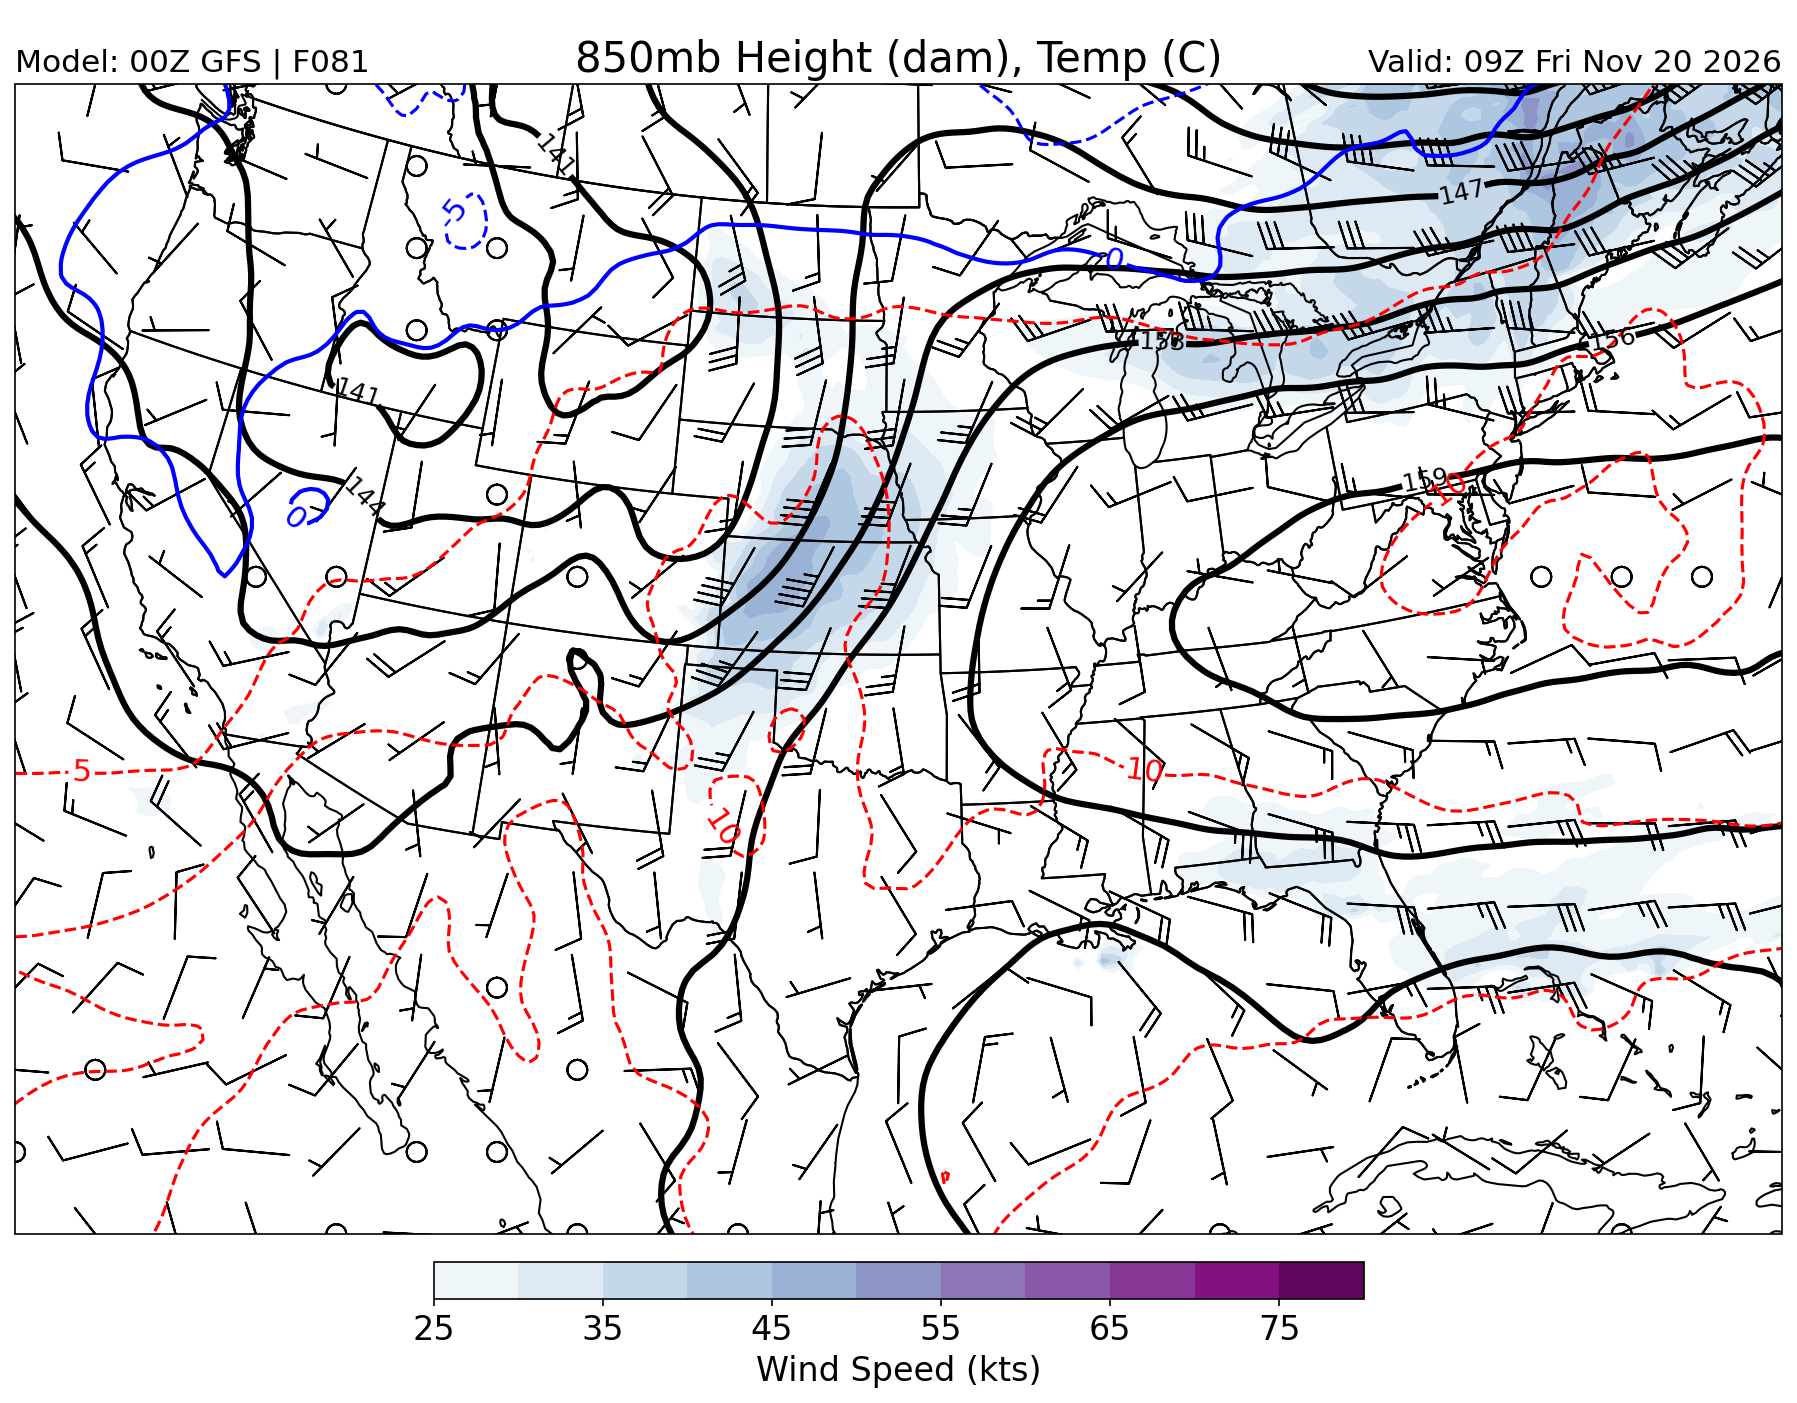 Model: 00Z GFS | F081
850mb Height (dam), Temp (C)
Valid: 09Z Fri Nov 20 2026
141
147
-5
0
153
156
141
144
159
10
0
5
10
10
25 35 45 55 65 75
Wind Speed (kts)